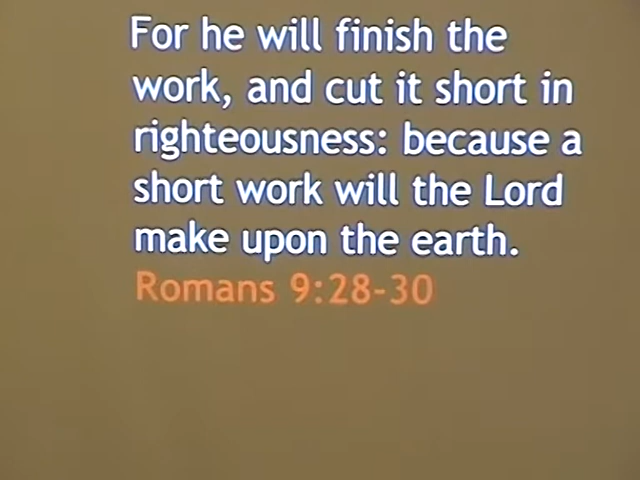 For he will finish the
work, and cut it short in
righteousness: because a
short work will the Lord
make upon the earth.
Romans 9:28-30